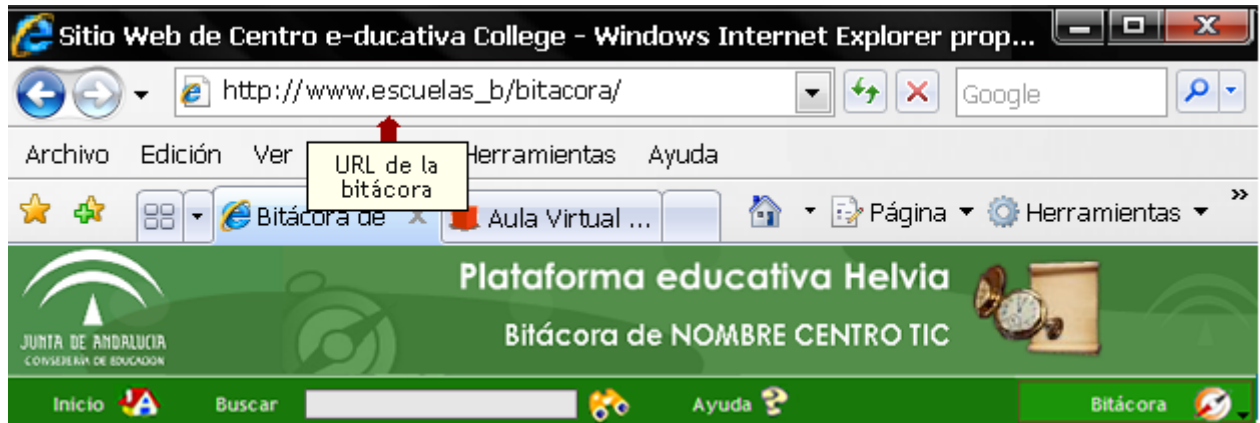 Sitio Web de Centro e-ducativa College - Windows Internet Explorer prop...
http://www.escuelas_b/bitacora/
Google
Archivo Edición Ver Herramientas Ayuda
URL de la
bitácora
Bitácora de X Aula Virtual ...
Página Herramientas »
Plataforma educativa Helvia
Bitácora de NOMBRE CENTRO TIC
JUNTA DE ANDALUCIA
CONSEJERÍA DE EDUCACIÓN
Inicio Buscar Ayuda Bitácora